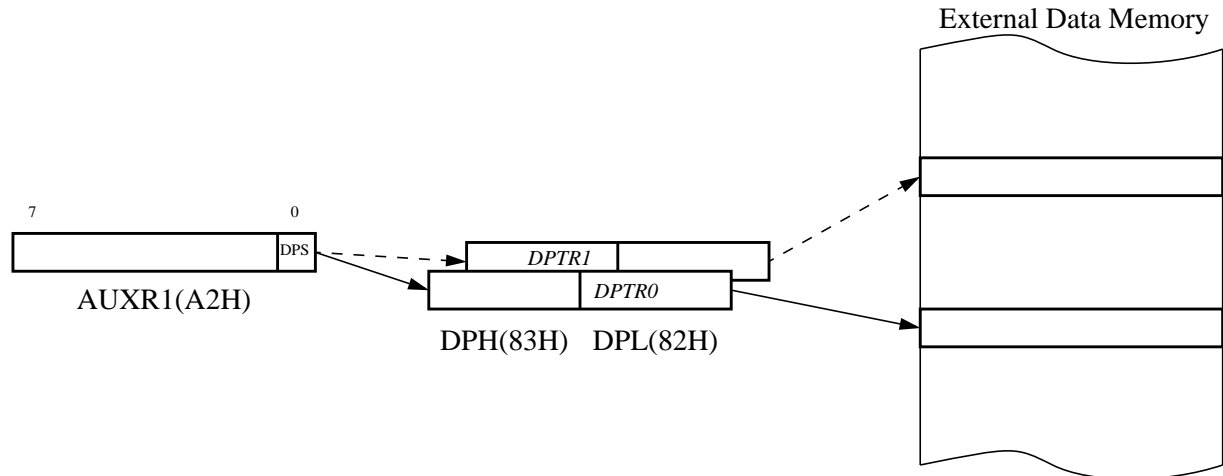 External Data Memory
7 0
DPS
DPTR1
DPTR0
AUXR1(A2H)
DPH(83H) DPL(82H)